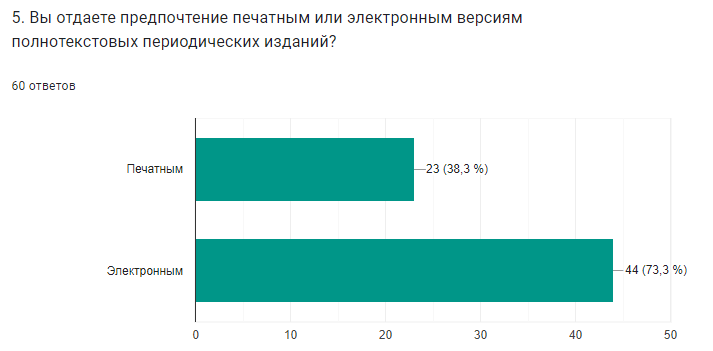 5. Вы отдаете предпочтение печатным или электронным версиям
полнотекстовых периодических изданий?
60 ответов
Печатным
23 (38,3 %)
Электронным
44 (73,3 %)
0 10 20 30 40 50